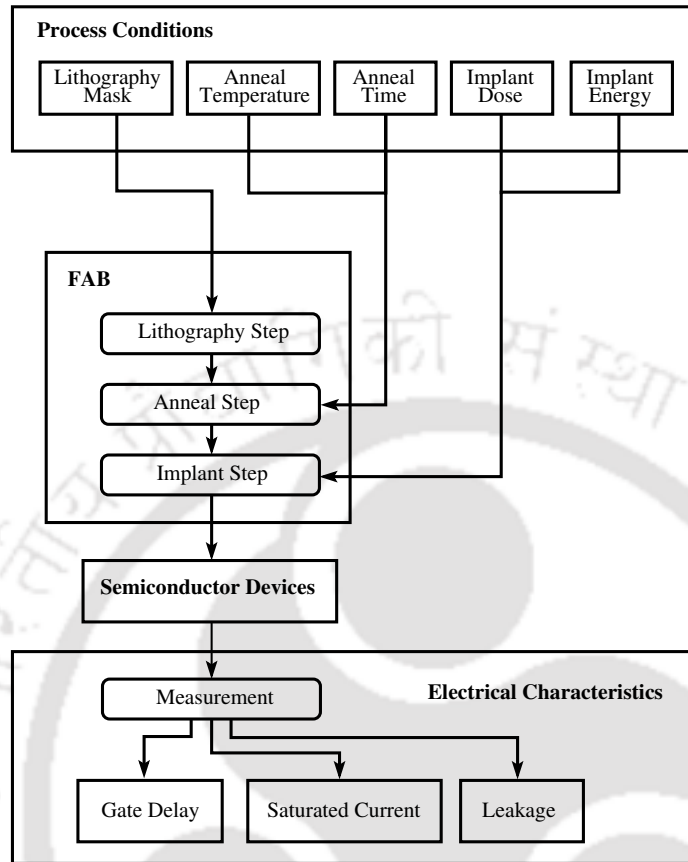 Process Conditions
Lithography
Mask
Anneal
Temperature
Anneal
Time
Implant
Dose
Implant
Energy
FAB
Lithography Step
Anneal Step
Implant Step
Semiconductor Devices
Measurement
Electrical Characteristics
Gate Delay
Saturated Current
Leakage